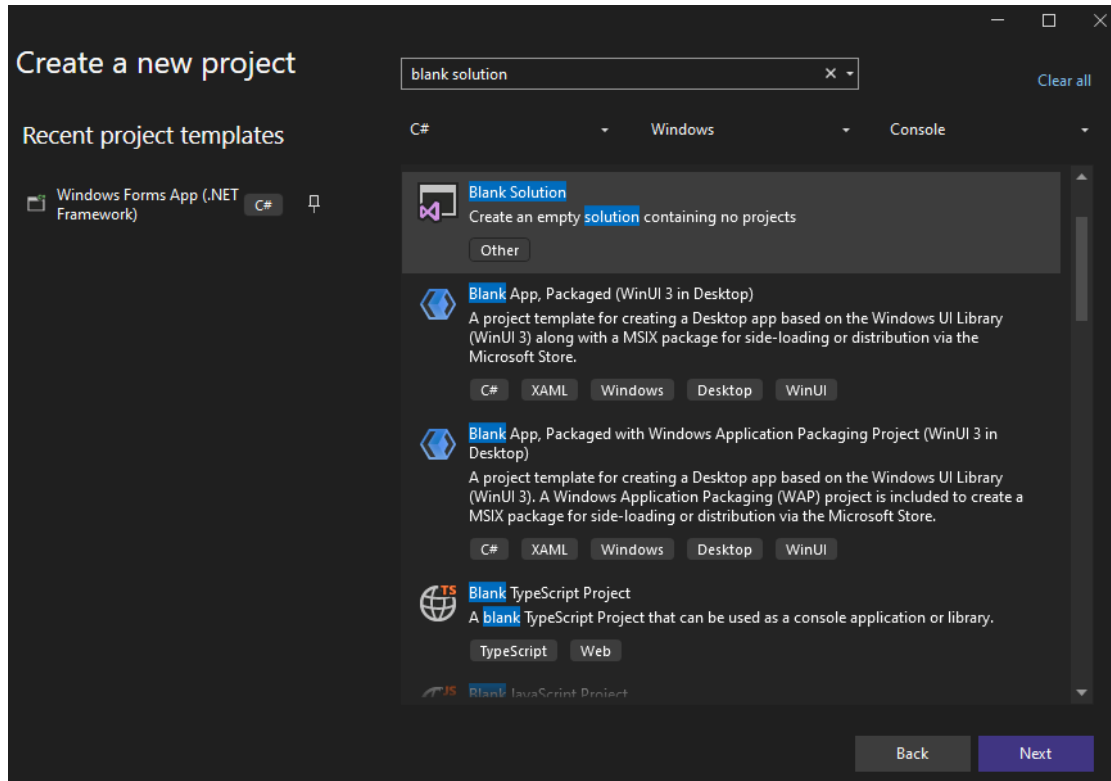 Create a new project
blank solution
Clear all
Recent project templates
C#
Windows
Console
Windows Forms App (.NET
Framework)
C#
Blank Solution
Create an empty solution containing no projects
Other
Blank App, Packaged (WinUI 3 in Desktop)
A project template for creating a Desktop app based on the Windows UI Library
(WinUI 3) along with a MSIX package for side-loading or distribution via the
Microsoft Store.
C# XAML Windows Desktop WinUI
Blank App, Packaged with Windows Application Packaging Project (WinUI 3 in
Desktop)
A project template for creating a Desktop app based on the Windows UI Library
(WinUI 3). A Windows Application Packaging (WAP) project is included to create a
MSIX package for side-loading or distribution via the Microsoft Store.
C# XAML Windows Desktop WinUI
TS
Blank TypeScript Project
A blank TypeScript Project that can be used as a console application or library.
TypeScript Web
JS
Blank JavaScript Project
Back
Next